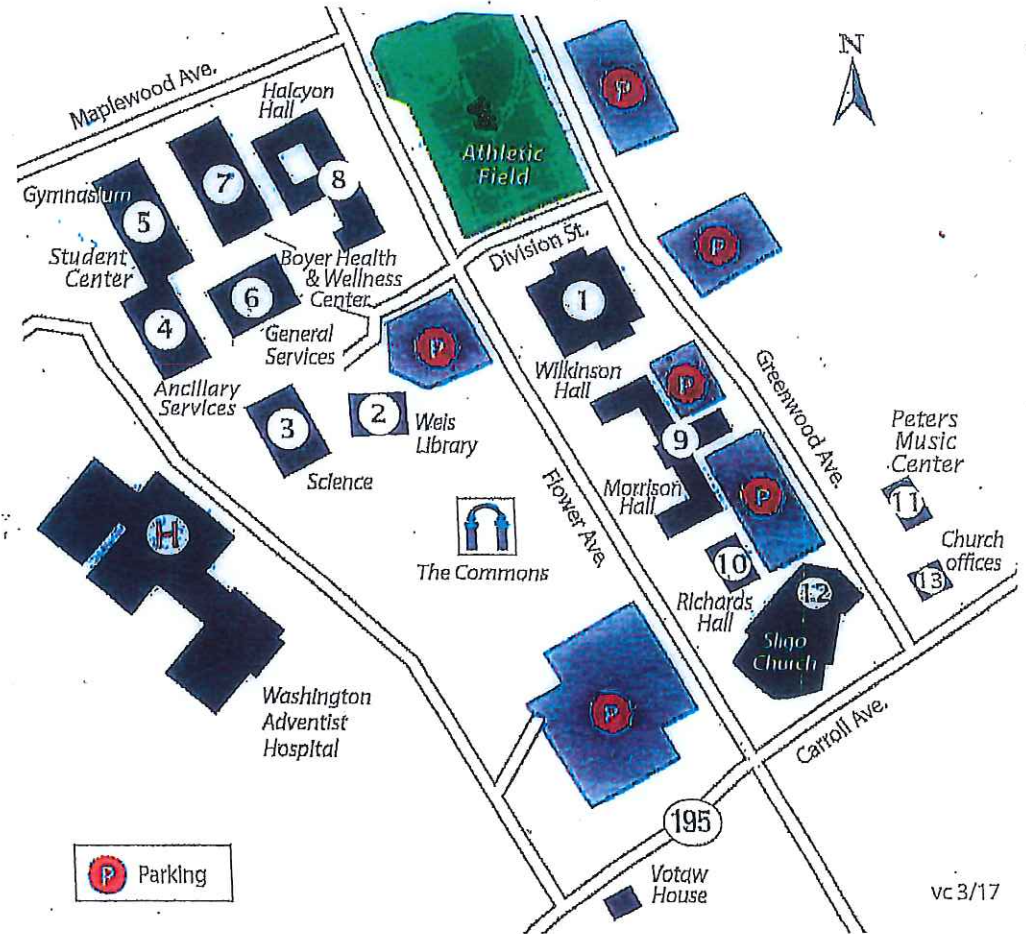 Maplewood Ave.
Halcyon
Hall
N
P
7
8
Athletic
Field
Gymnasium
5
Student
Center
Boyer Health
& Wellness
Center
6
4
General
Services
Ancillary
Services
Division St.
P
1
P
Wilkinson
Hall
P
Greenwood Ave.
3
2
Weis
Library
Science
9
Peters
Music
Center
11
Morrison
Hall
P
Flower Ave.
H
The Commons
10
Richards
Hall
12
Sligo
Church
Church
offices
13
Washington
Adventist
Hospital
P
Carroll Ave.
195
P Parking
Votaw
House
vc 3/17